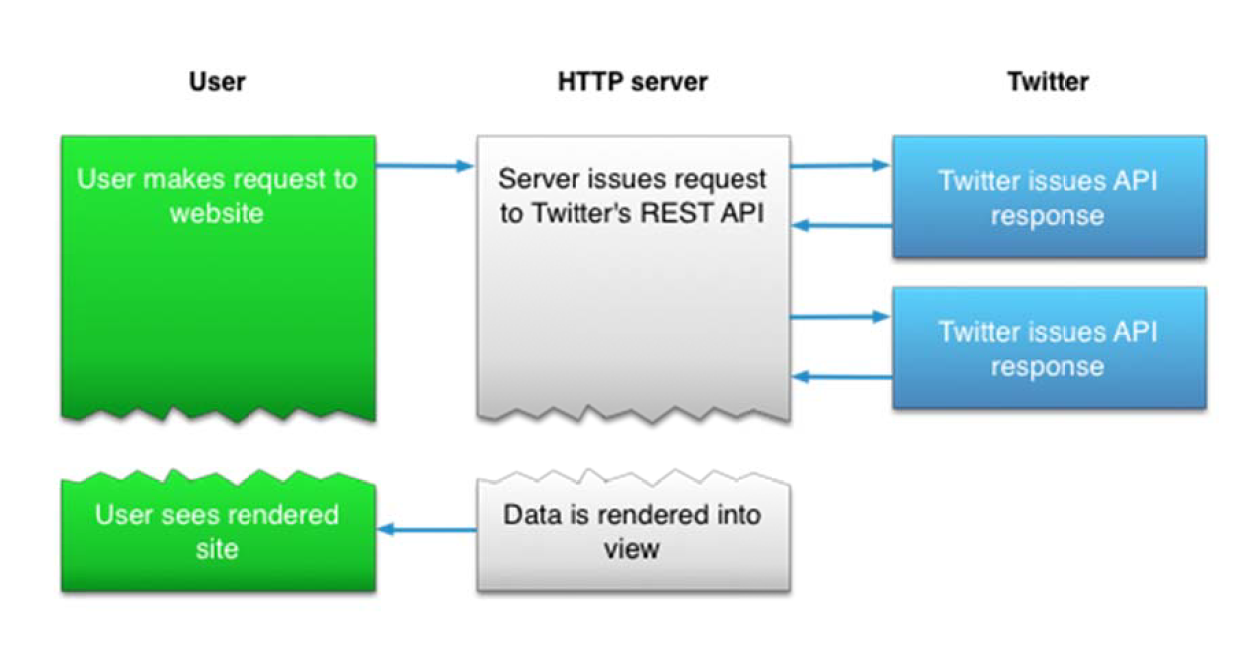 User
HTTP server
Twitter
User makes request to
website
Server issues request
to Twitter's REST API
Twitter issues API
response
Twitter issues API
response
User sees rendered
site
Data is rendered into
view